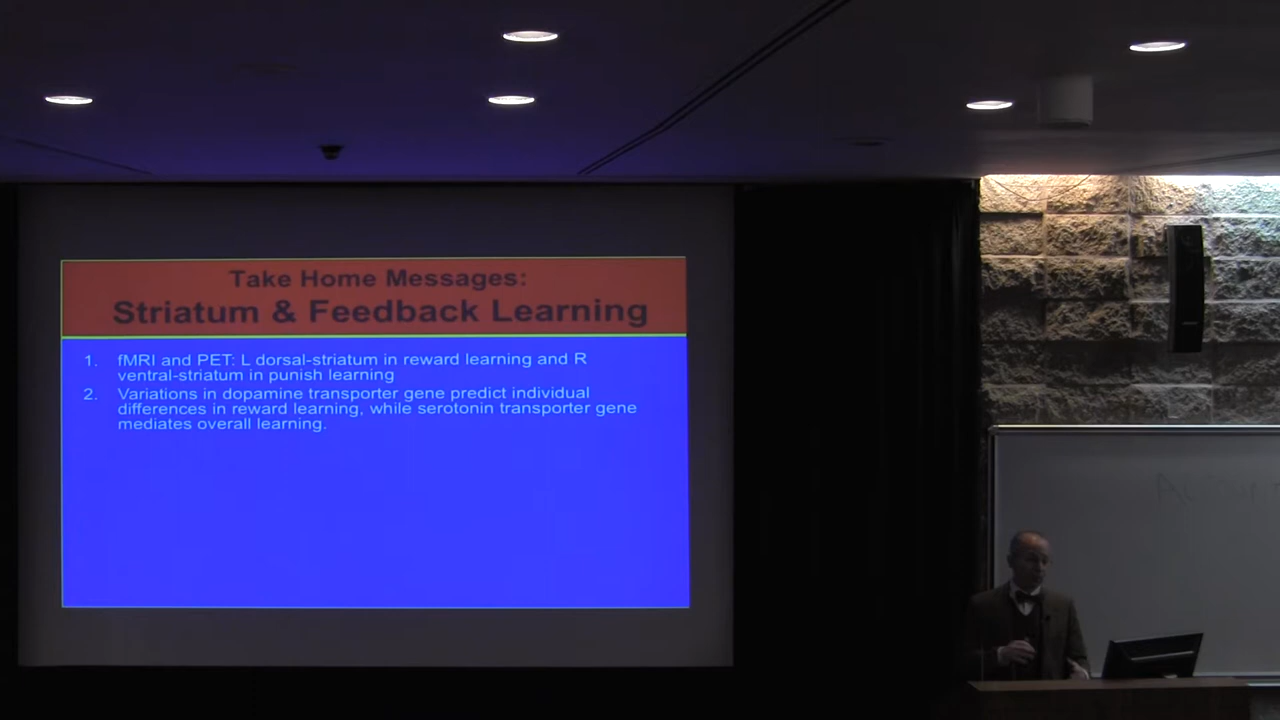 Take Home Messages:
Striatum & Feedback Learning
1. fMRI and PET: L dorsal-striatum in reward learning and R
ventral-striatum in punish learning
2. Variations in dopamine transporter gene predict individual
differences in reward learning, while serotonin transporter gene
mediates overall learning.